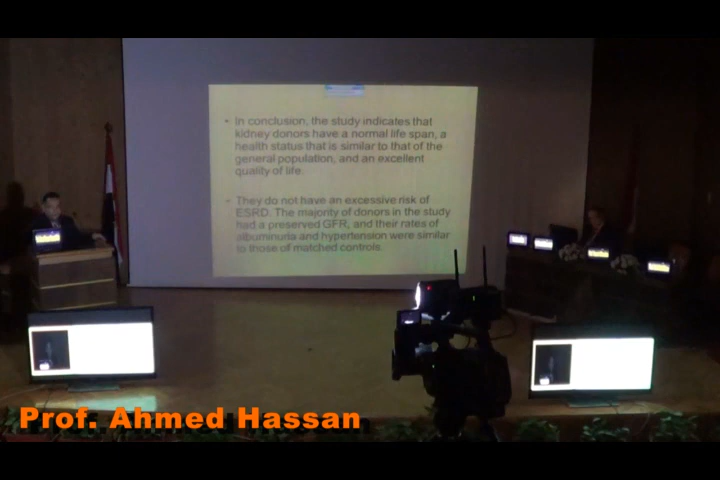 • In conclusion, the study indicates that
kidney donors have a normal life span, a
health status that is similar to that of the
general population, and an excellent
quality of life.
• They do not have an excessive risk of
ESRD. The majority of donors in the study
had a preserved GFR, and their rates of
albuminuria and hypertension were similar
to those of matched controls.
Prof. Ahmed Hassan